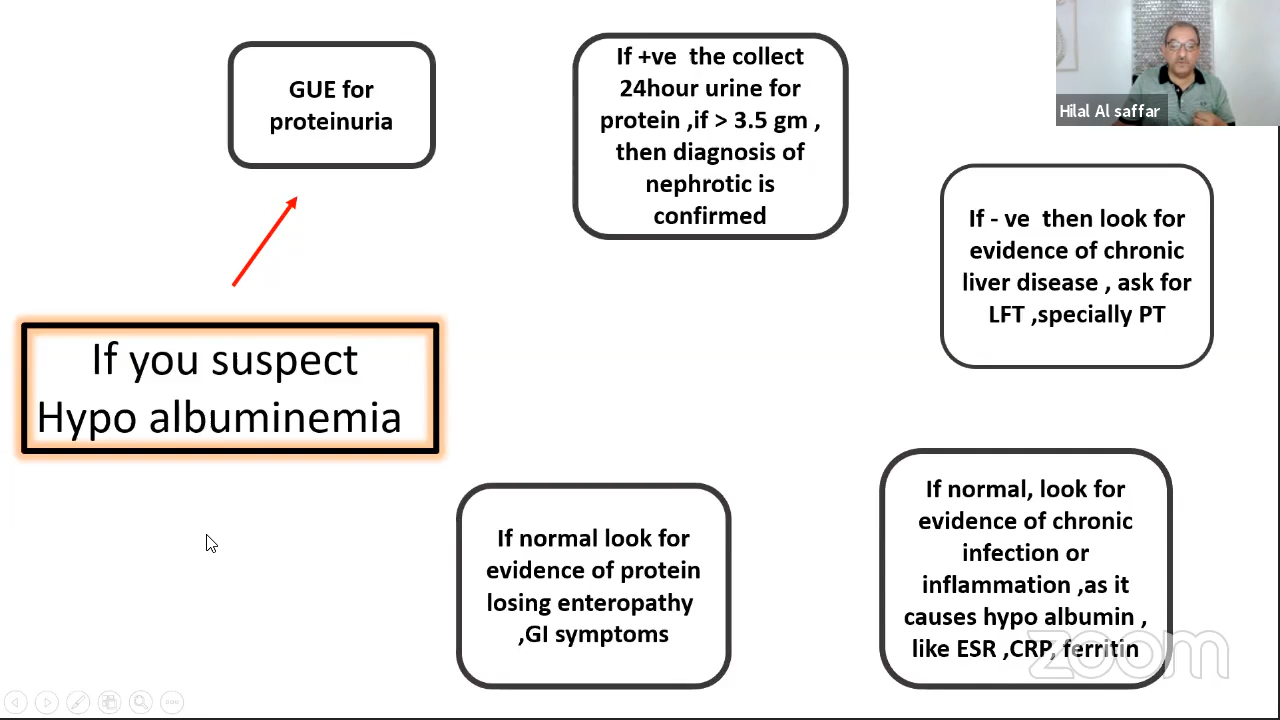 GUE for
proteinuria
If +ve  the collect
24hour urine for
protein ,if > 3.5 gm ,
then diagnosis of
nephrotic is
confirmed
Hilal Al saffar
If - ve  then look for
evidence of chronic
liver disease , ask for
LFT ,specially PT
If you suspect
Hypo albuminemia
If normal, look for
evidence of chronic
infection or
inflammation ,as it
causes hypo albumin ,
like ESR ,CRP, ferritin
If normal look for
evidence of protein
losing enteropathy
,GI symptoms
zoom